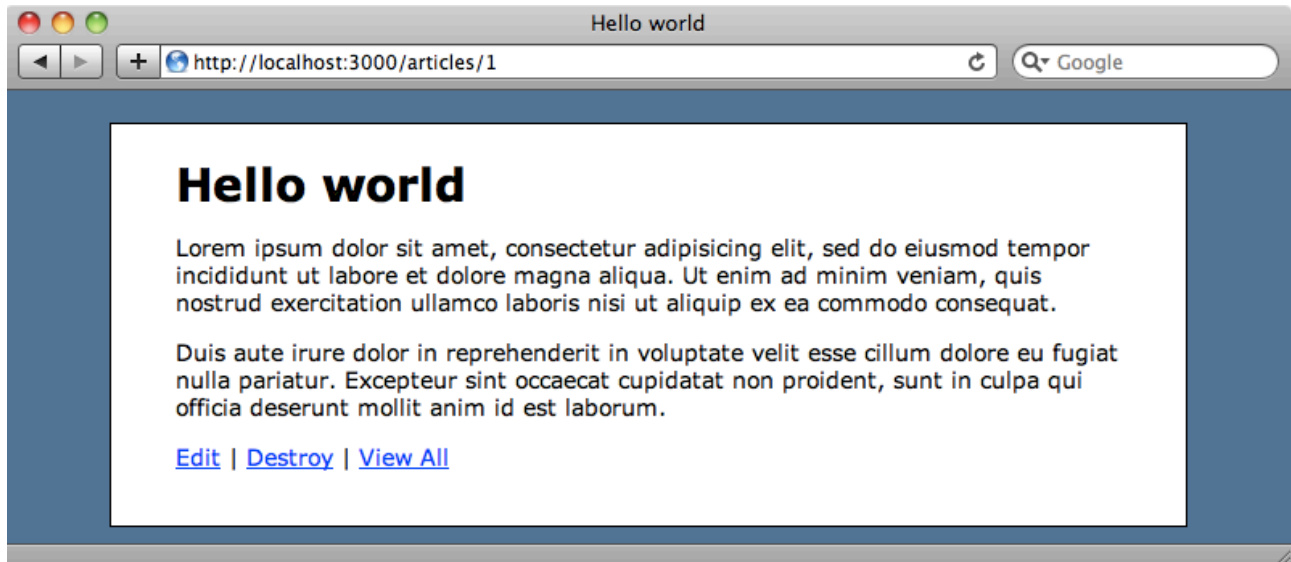 Hello world
http://localhost:3000/articles/1
Google
Hello world
Lorem ipsum dolor sit amet, consectetur adipisicing elit, sed do eiusmod tempor
incididunt ut labore et dolore magna aliqua. Ut enim ad minim veniam, quis
nostrud exercitation ullamco laboris nisi ut aliquip ex ea commodo consequat.
Duis aute irure dolor in reprehenderit in voluptate velit esse cillum dolore eu fugiat
nulla pariatur. Excepteur sint occaecat cupidatat non proident, sunt in culpa qui
officia deserunt mollit anim id est laborum.
Edit | Destroy | View All